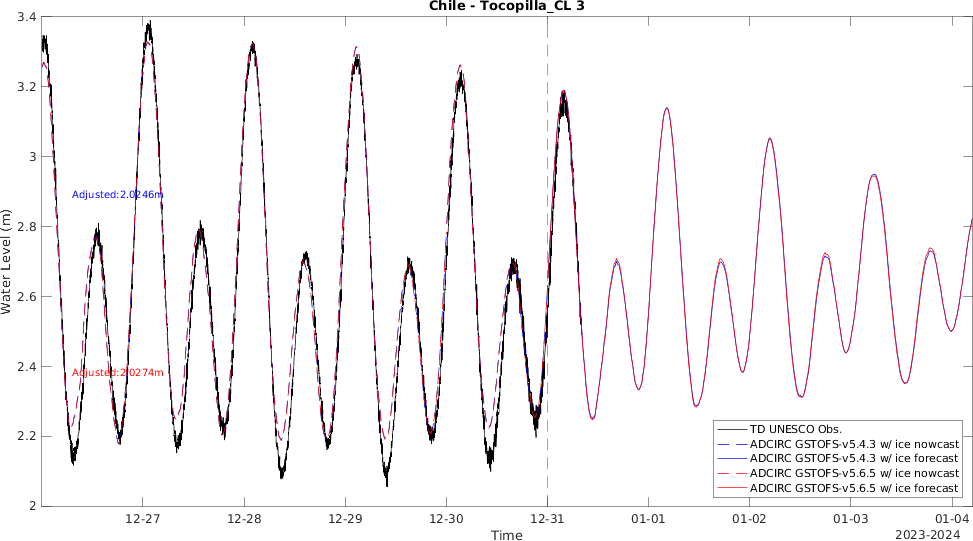 Chile - Tocopilla_CL 3
Water Level (m)
3.4
3.2
3
2.8
2.6
2.4
2.2
2
Adjusted:2.0246m
Adjusted:2.0274m
TD UNESCO Obs.
ADCIRC GSTOFS-v5.4.3 w/ ice nowcast
ADCIRC GSTOFS-v5.4.3 w/ ice forecast
ADCIRC GSTOFS-v5.6.5 w/ ice nowcast
ADCIRC GSTOFS-v5.6.5 w/ ice forecast
12-27 12-28 12-29 12-30 12-31 01-01 01-02 01-03 01-04
Time
2023-2024